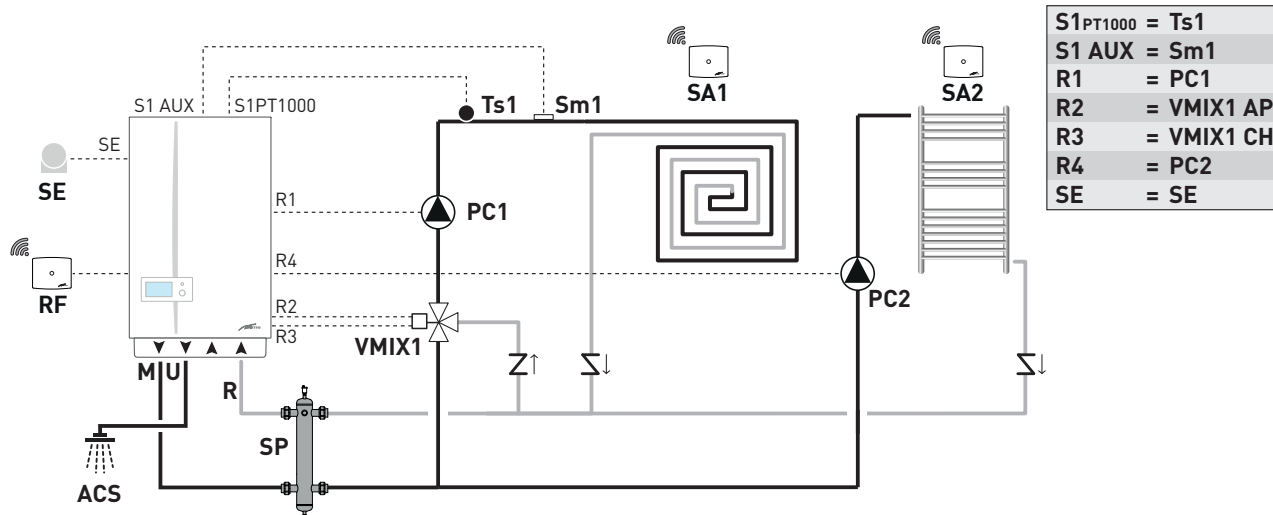 S1 AUX S1PT1000
SE
SE
RF
R1
R4
R2
R3
M U
R
ACS
SP
VMIX1
PC1
Ts1 Sm1
SA1
SA2
PC2
S1PT1000 = Ts1
S1 AUX = Sm1
R1 = PC1
R2 = VMIX1 AP
R3 = VMIX1 CH
R4 = PC2
SE = SE